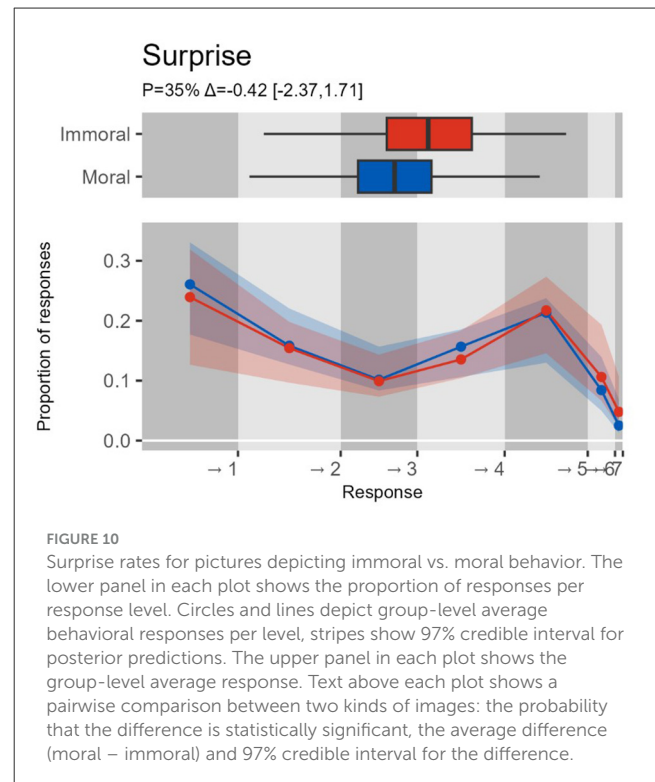 Surprise
P=35% Δ=-0.42 [-2.37,1.71]
Immoral
Moral
Proportion of responses
0.3
0.2
0.1
0.0
→ 1 → 2 → 3 → 4 → 5 → 6 → 7
Response
FIGURE 10
Surprise rates for pictures depicting immoral vs. moral behavior. The
lower panel in each plot shows the proportion of responses per
response level. Circles and lines depict group-level average
behavioral responses per level, stripes show 97% credible interval for
posterior predictions. The upper panel in each plot shows the
group-level average response. Text above each plot shows a
pairwise comparison between two kinds of images: the probability
that the difference is statistically significant, the average difference
(moral – immoral) and 97% credible interval for the difference.